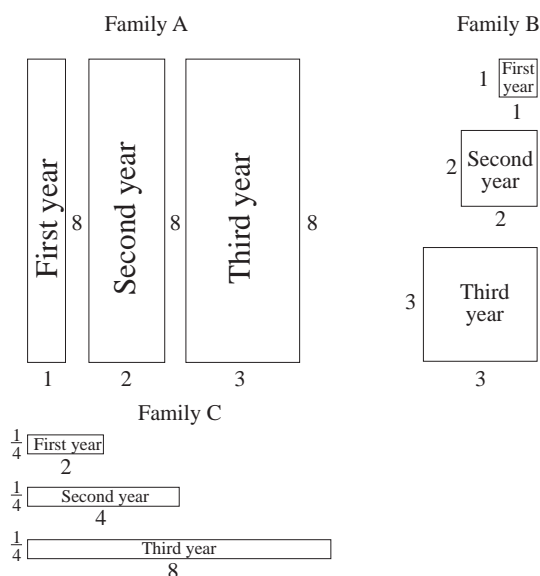 Family A
First year
8
Second year
8
Third year
8
1
2
3
Family B
1
First
year
1
2
Second
year
2
3
Third
year
3
Family C
1/4
First year
2
1/4
Second year
4
1/4
Third year
8